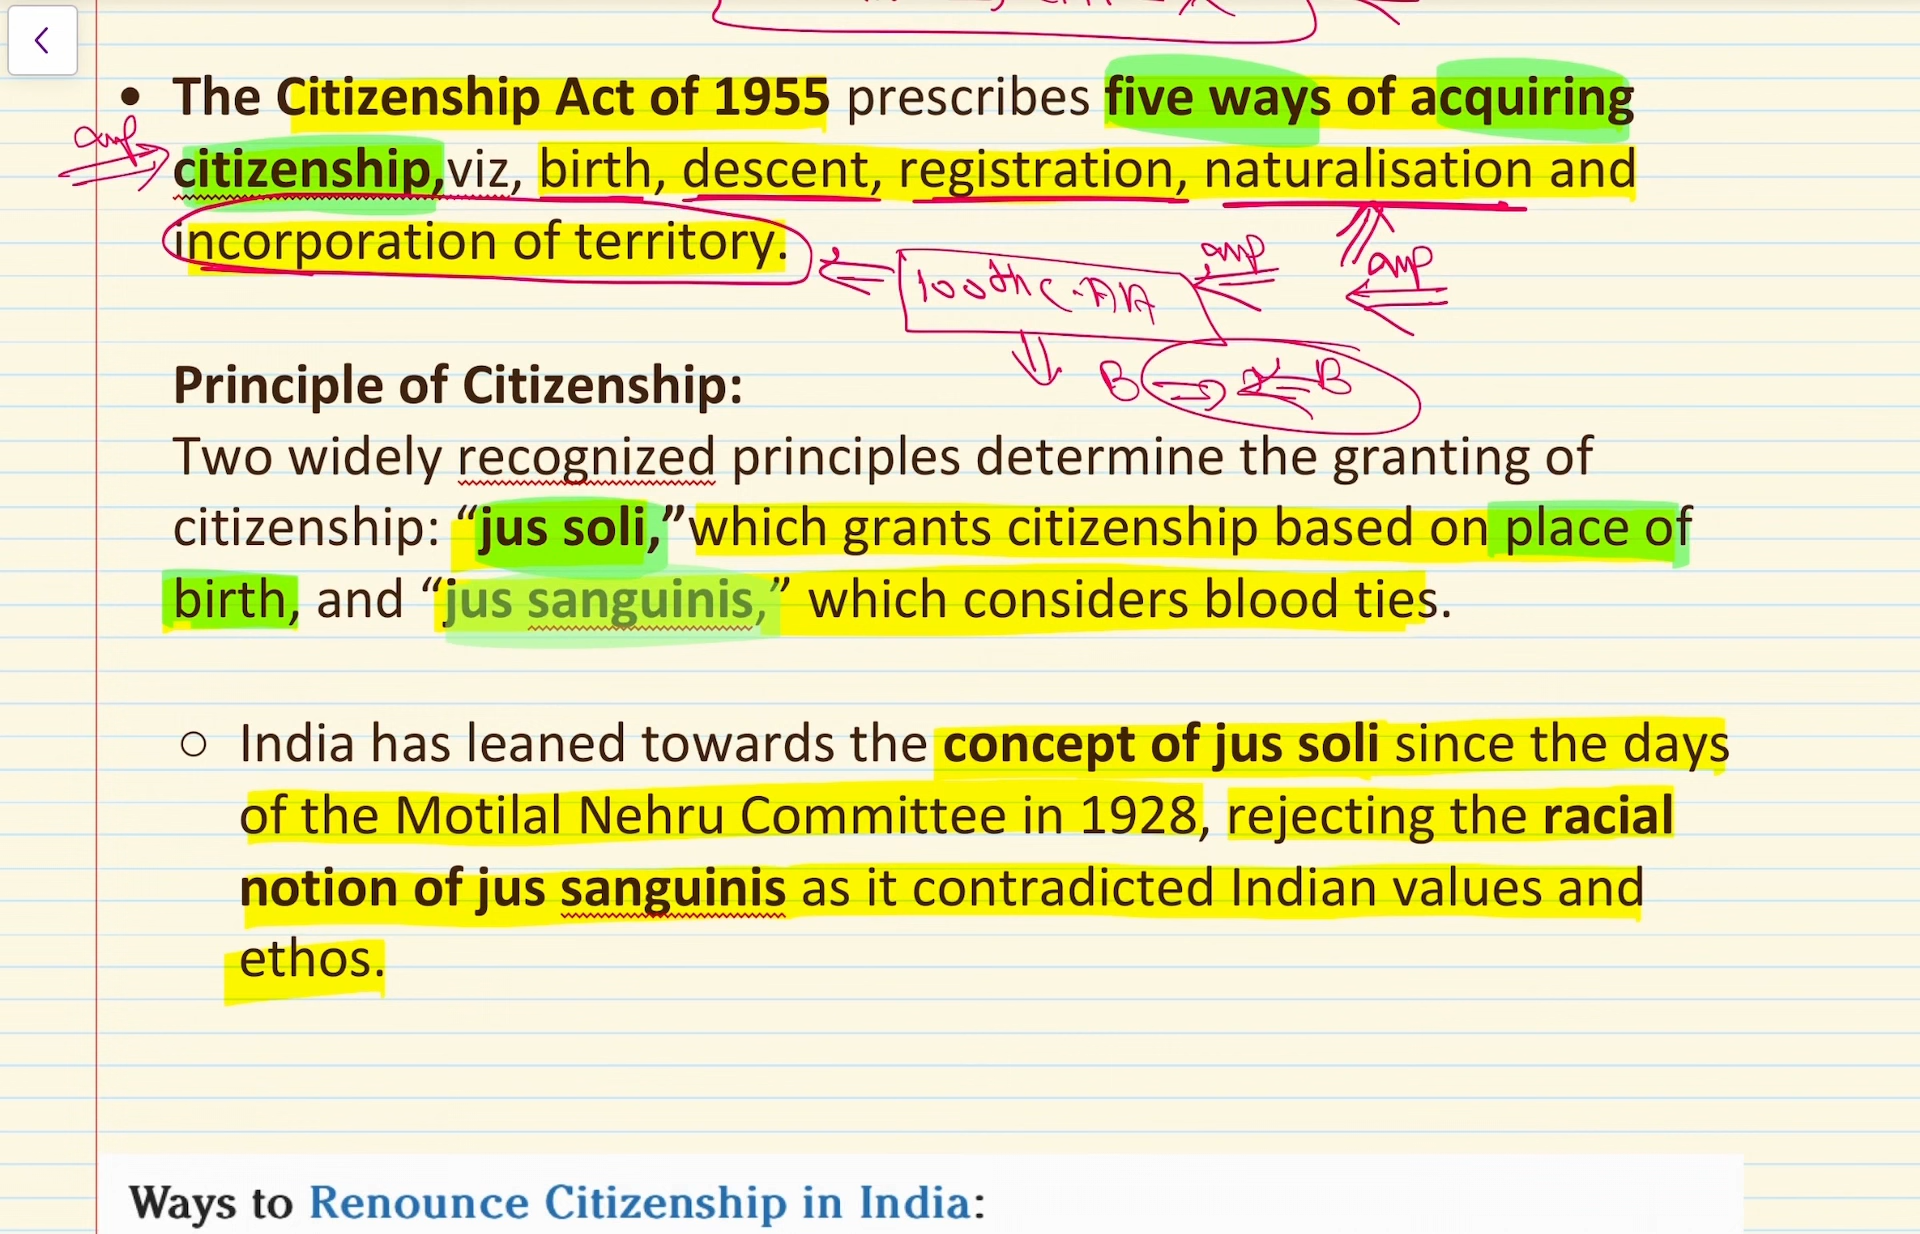 • The Citizenship Act of 1955 prescribes five ways of acquiring
imp
citizenship, viz, birth, descent, registration, naturalisation and
incorporation of territory.
100th C.AA
imp
imp
B
B
Principle of Citizenship:
Two widely recognized principles determine the granting of
citizenship: “jus soli,” which grants citizenship based on place of
birth, and “jus sanguinis,” which considers blood ties.
○ India has leaned towards the concept of jus soli since the days
of the Motilal Nehru Committee in 1928, rejecting the racial
notion of jus sanguinis as it contradicted Indian values and
ethos.
Ways to Renounce Citizenship in India: